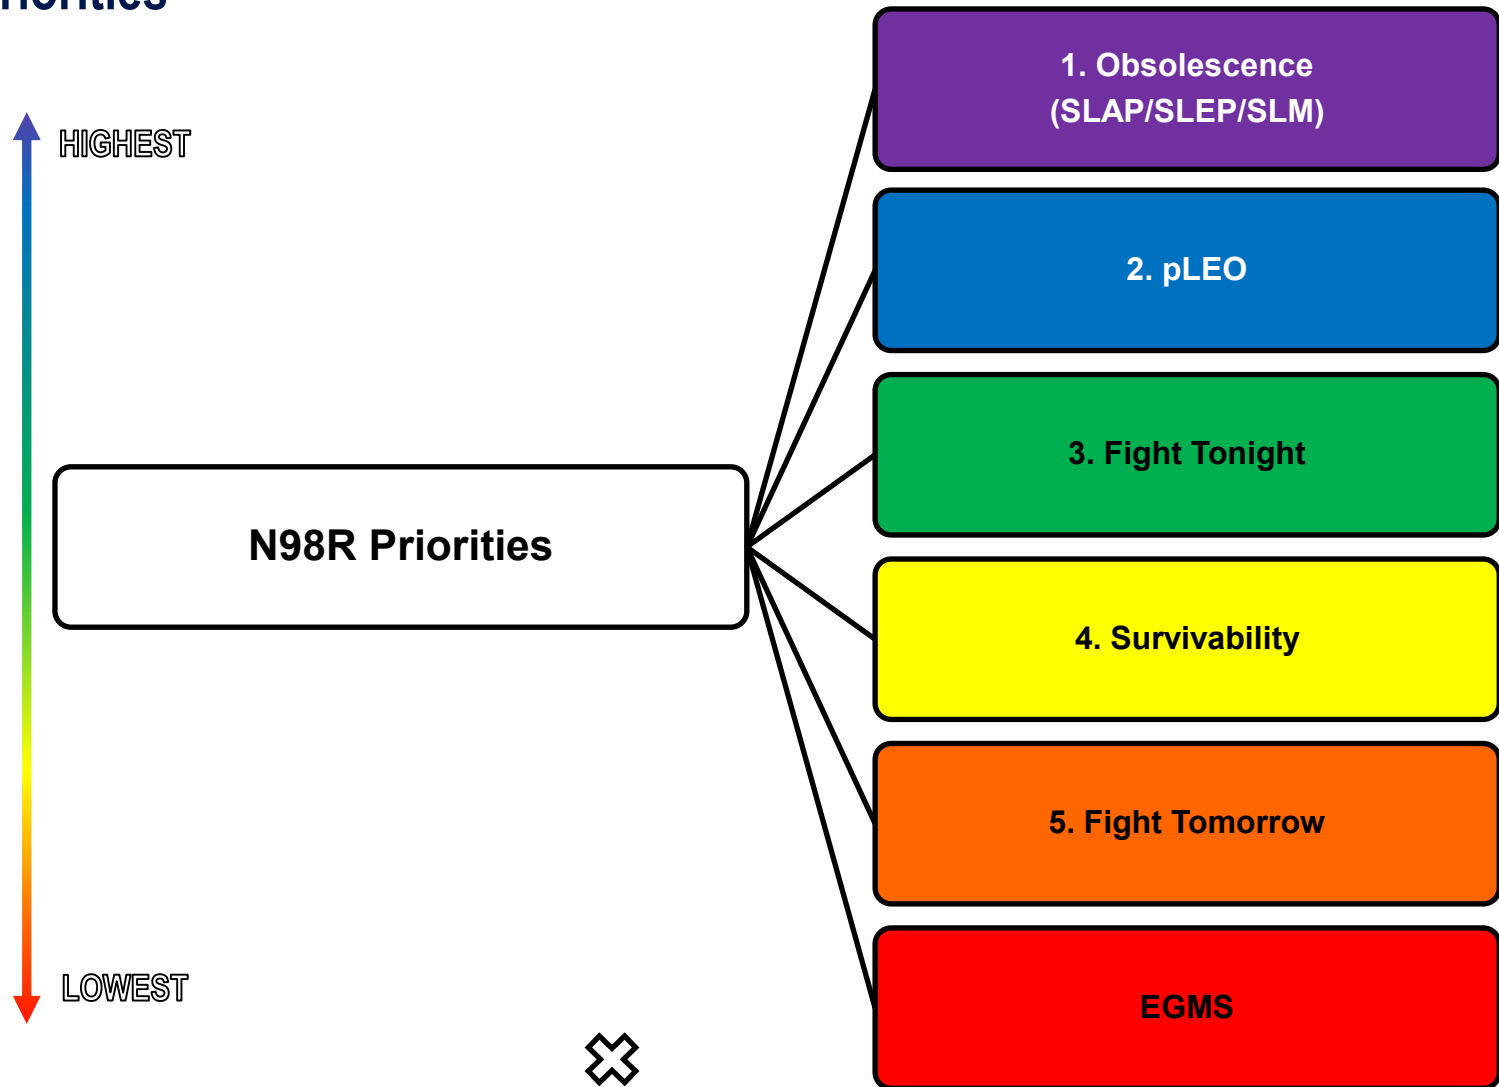 HIGHEST
1. Obsolescence
(SLAP/SLEP/SLM)
2. pLEO
3. Fight Tonight
N98R Priorities
4. Survivability
5. Fight Tomorrow
LOWEST
EGMS